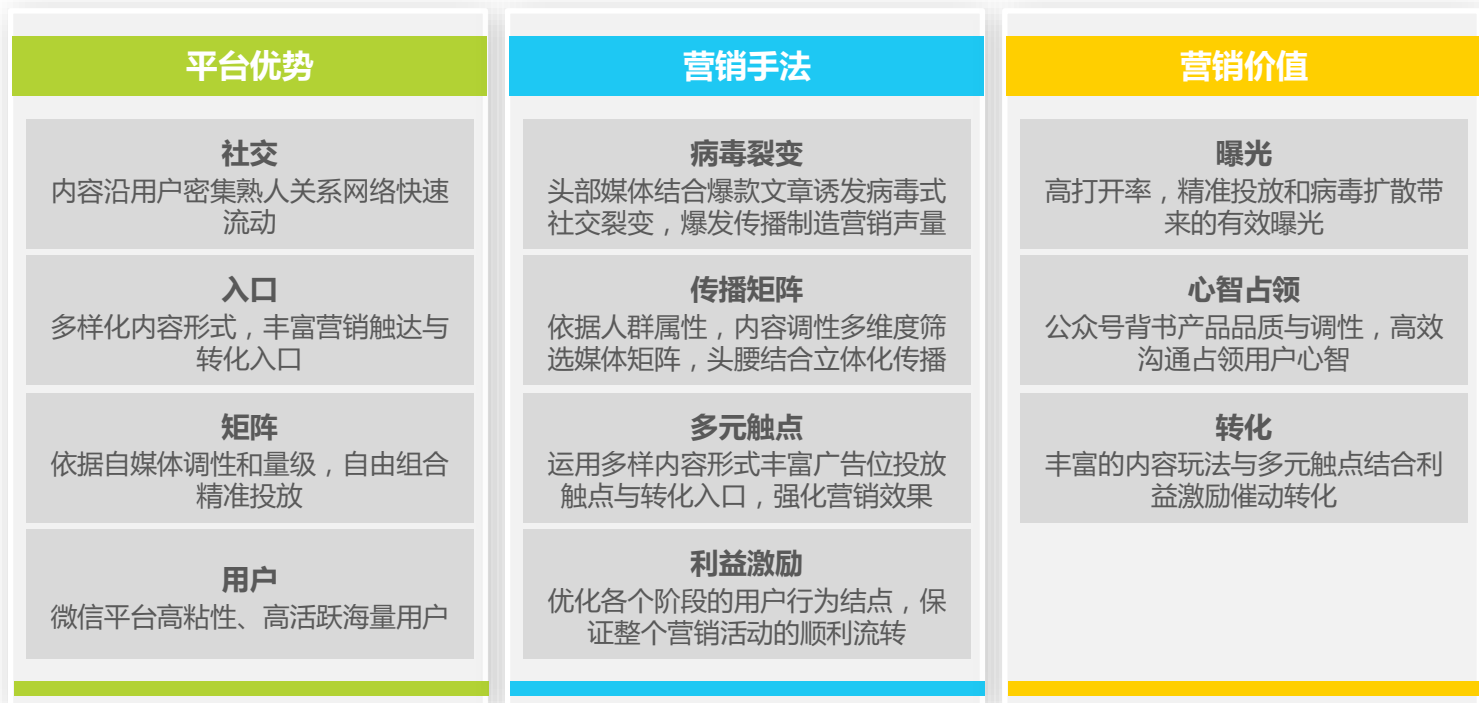 平台优势
社交
内容沿用户密集熟人关系网络快速
流动
入口
多样化内容形式，丰富营销触达与
转化入口
矩阵
依据自媒体调性和量级，自由组合
精准投放
用户
微信平台高粘性、高活跃海量用户
营销手法
病毒裂变
头部媒体结合爆款文章诱发病毒式
社交裂变，爆发传播制造营销声量
传播矩阵
依据人群属性，内容调性多维度筛
选媒体矩阵，头腰结合立体化传播
多元触点
运用多样内容形式丰富广告位投放
触点与转化入口，强化营销效果
利益激励
优化各个阶段的用户行为结点，保
证整个营销活动的顺利流转
营销价值
曝光
高打开率，精准投放和病毒扩散带
来的有效曝光
心智占领
公众号背书产品品质与调性，高效
沟通占领用户心智
转化
丰富的内容玩法与多元触点结合利
益激励催动转化